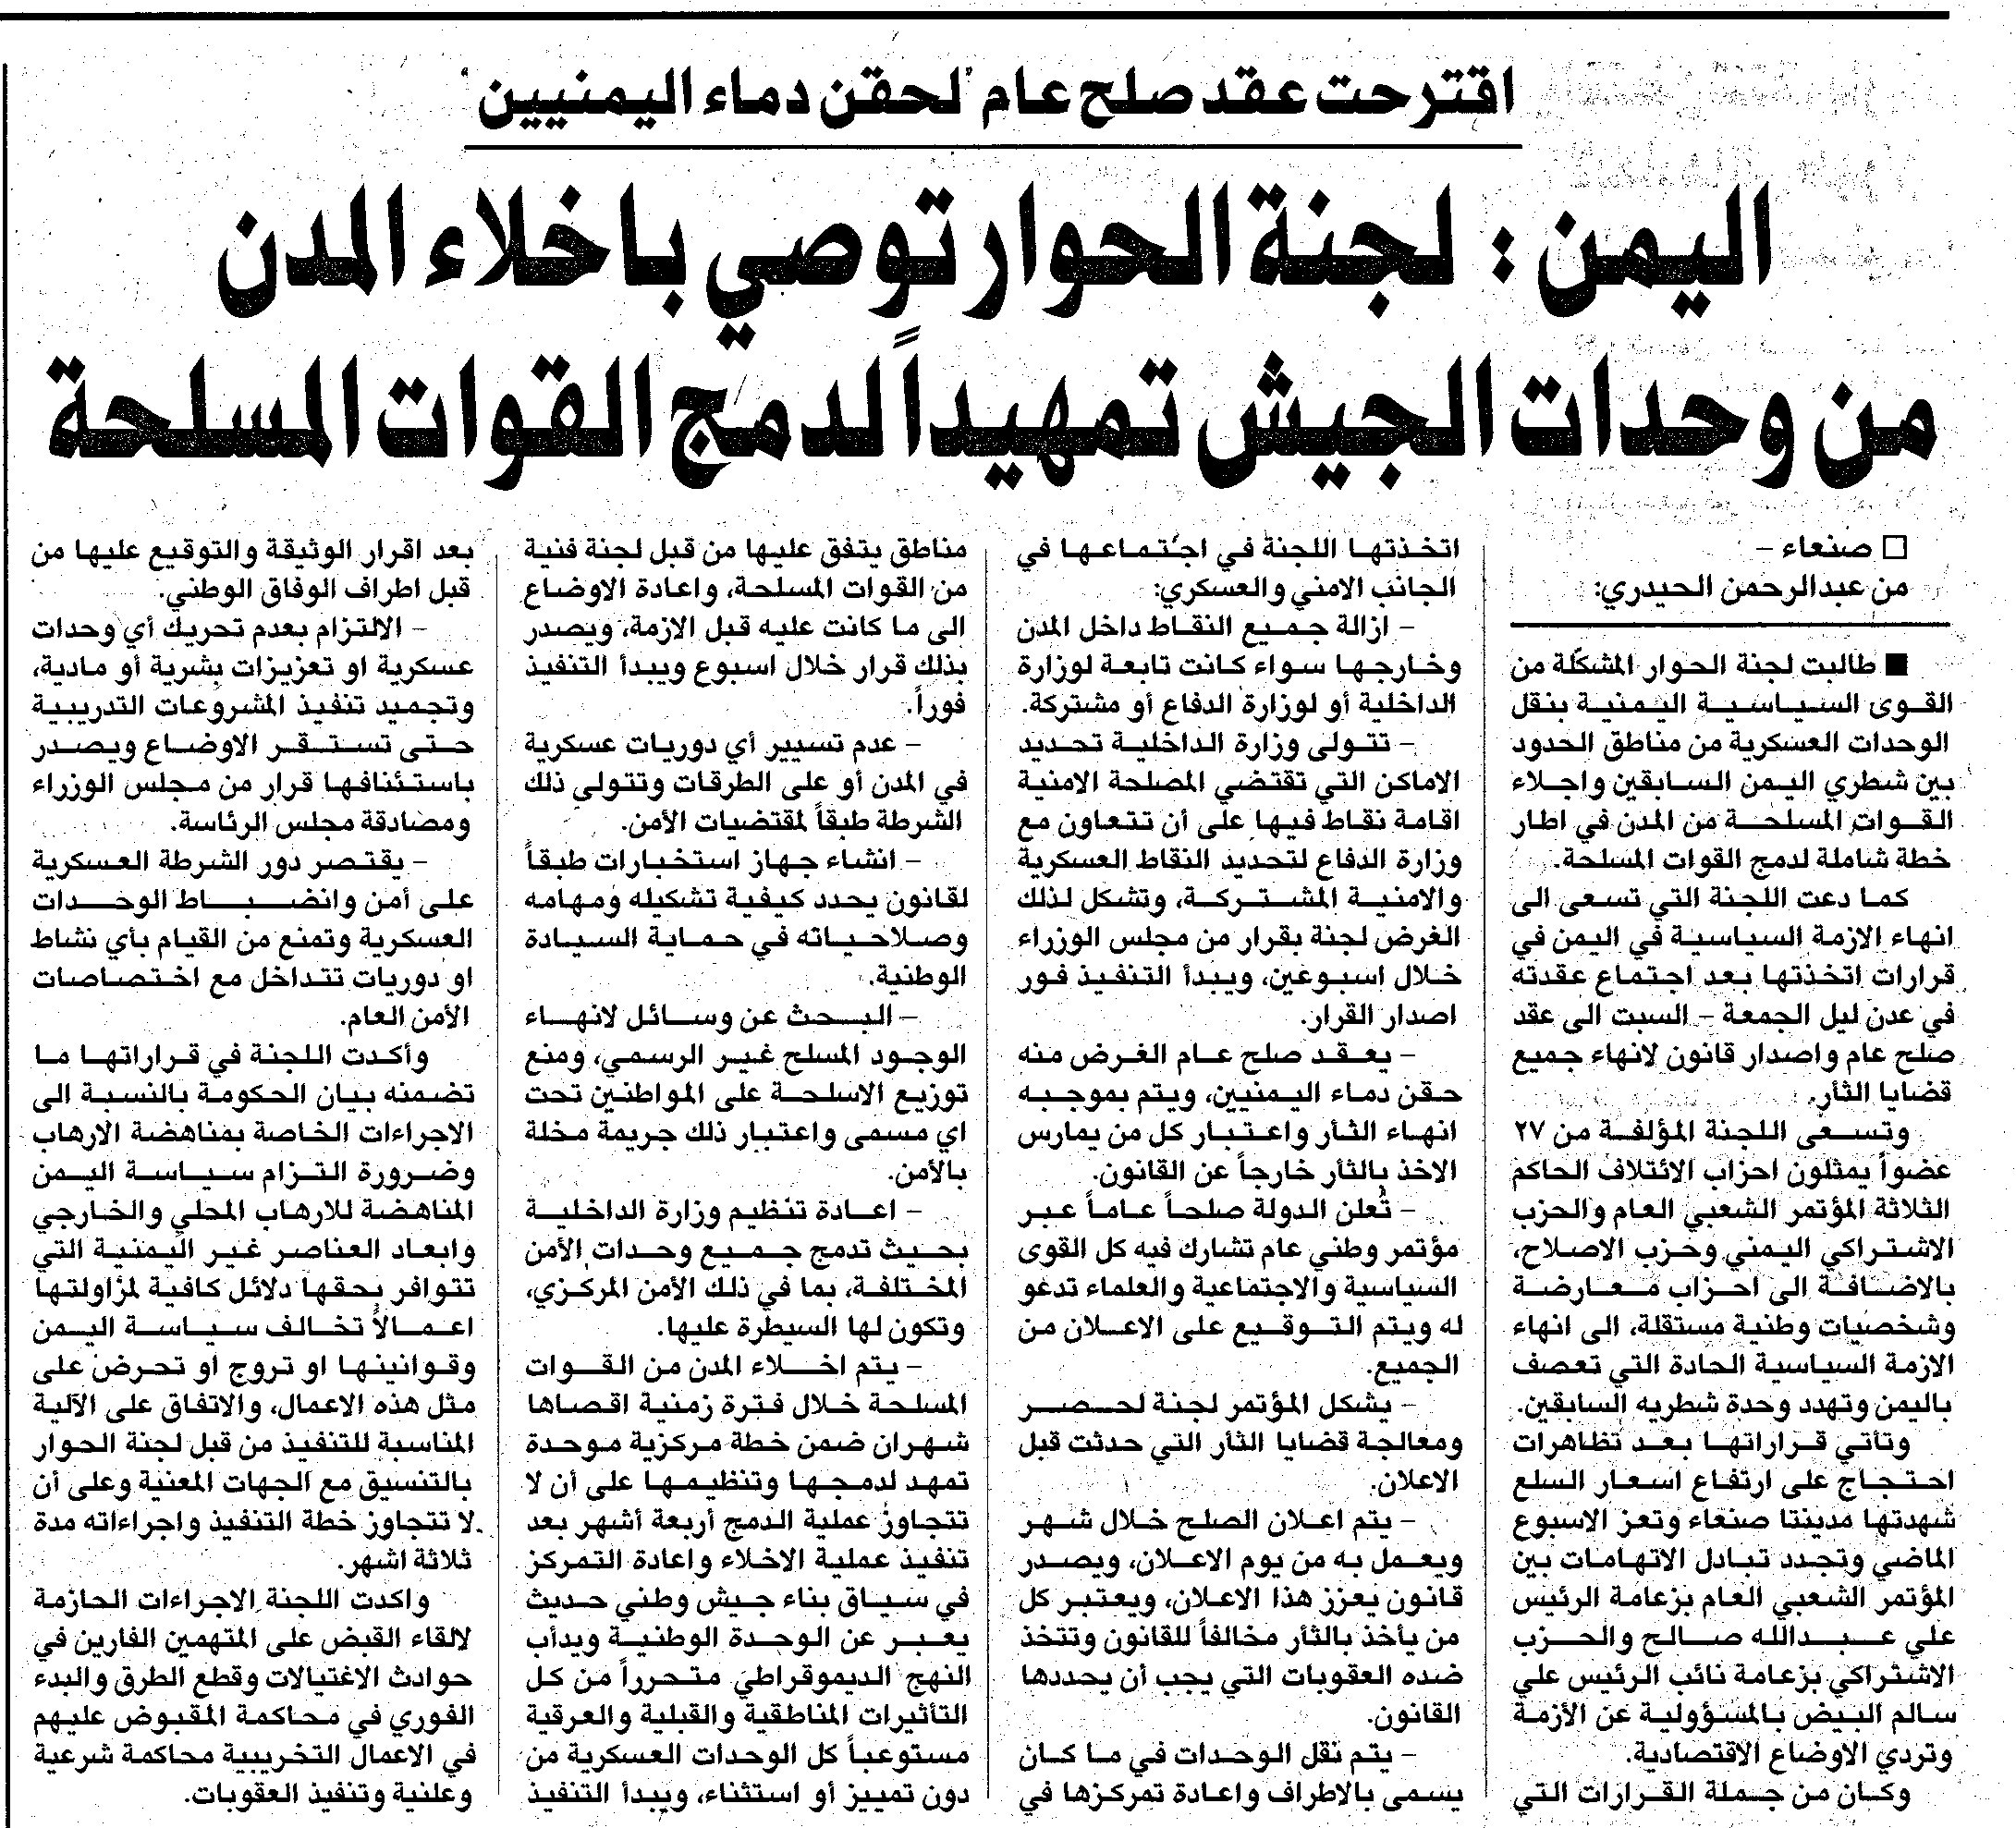 اقترحت عقد صلح عام "لحقن دماء اليمنيين"
اليمن : لجنة الحوار توصي باخلاء المدن
من وحدات الجيش تمهيداً لدمج القوات المسلحة
□ صنعاء –
من عبدالرحمن الحيدري:
■ طالبت لجنة الحوار المشكّلة من
القوى السياسية اليمنية بنقل
الوحدات العسكرية من مناطق الحدود
بين شطري اليمن السابقين واجلاء
القوات المسلحة من المدن في اطار
خطة شاملة لدمج القوات المسلحة.
كما دعت اللجنة التي تسعى الى
انهاء الازمة السياسية في اليمن في
قرارات اتخذتها بعد اجتماع عقدته
في عدن ليل الجمعة – السبت الى عقد
صلح عام واصدار قانون لانهاء جميع
قضايا الثأر.
وتسعى اللجنة المؤلفة من ٢٧
عضواً يمثلون احزاب الائتلاف الحاكم
الثلاثة المؤتمر الشعبي العام والحزب
الاشتراكي اليمني وحزب الاصلاح،
بالاضافة الى احزاب معارضة
وشخصيات وطنية مستقلة، الى انهاء
الازمة السياسية الحادة التي تعصف
باليمن وتهدد وحدة شطريه السابقين.
وتأتي قراراتها بعد تظاهرات
احتجاج على ارتفاع اسعار السلع
شهدتها مدينتا صنعاء وتعز الاسبوع
الماضي وتجدد تبادل الاتهامات بين
المؤتمر الشعبي العام بزعامة الرئيس
علي عبدالله صالح والحزب
الاشتراكي بزعامة نائب الرئيس علي
سالم البيض بالمسؤولية عن الأزمة
وتردي الاوضاع الاقتصادية.
وكان من جملة القرارات التي
اتخذتها اللجنة في اجتماعها في
الجانب الامني والعسكري:
– ازالة جميع النقاط داخل المدن
وخارجها سواء كانت تابعة لوزارة
الداخلية أو لوزارة الدفاع أو مشتركة.
– تتولى وزارة الداخلية تحديد
الاماكن التي تقتضي المصلحة الامنية
اقامة نقاط فيها على أن تتعاون مع
وزارة الدفاع لتحديد النقاط العسكرية
والامنية المشتركة، وتشكل لذلك
الغرض لجنة بقرار من مجلس الوزراء
خلال اسبوعين، ويبدأ التنفيذ فور
اصدار القرار.
– يعقد صلح عام الغرض منه
حقن دماء اليمنيين، ويتم بموجبه
انهاء الثأر واعتبار كل من يمارس
الاخذ بالثأر خارجاً عن القانون.
– تُعلن الدولة صلحاً عاماً عبر
مؤتمر وطني عام تشارك فيه كل القوى
السياسية والاجتماعية والعلماء تدعو
له ويتم التوقيع على الاعلان من
الجميع.
– يشكل المؤتمر لجنة لحصر
ومعالجة قضايا الثأر التي حدثت قبل
الاعلان.
– يتم اعلان الصلح خلال شهر
ويعمل به من يوم الاعلان، ويصدر
قانون يعزز هذا الاعلان، ويعتبر كل
من يأخذ بالثأر مخالفاً للقانون وتتخذ
ضده العقوبات التي يجب أن يحددها
القانون.
– يتم نقل الوحدات في ما كان
يسمى بالاطراف واعادة تمركزها في
مناطق يتفق عليها من قبل لجنة فنية
من القوات المسلحة، واعادة الاوضاع
الى ما كانت عليه قبل الازمة، ويصدر
بذلك قرار خلال اسبوع ويبدأ التنفيذ
فوراً.
– عدم تسيير أي دوريات عسكرية
في المدن أو على الطرقات وتتولى ذلك
الشرطة طبقاً لمقتضيات الأمن.
– انشاء جهاز استخبارات طبقاً
لقانون يحدد كيفية تشكيله ومهامه
وصلاحياته في حماية السيادة
الوطنية.
– البحث عن وسائل لانهاء
الوجود المسلح غير الرسمي، ومنع
توزيع الاسلحة على المواطنين تحت
اي مسمى واعتبار ذلك جريمة مخلة
بالأمن.
– اعادة تنظيم وزارة الداخلية
بحيث تدمج جميع وحدات الأمن
المختلفة، بما في ذلك الأمن المركزي،
وتكون لها السيطرة عليها.
– يتم اخلاء المدن من القوات
المسلحة خلال فترة زمنية اقصاها
شهران ضمن خطة مركزية موحدة
تمهد لدمجها وتنظيمها على أن لا
تتجاوز عملية الدمج أربعة أشهر بعد
تنفيذ عملية الاخلاء واعادة التمركز
في سياق بناء جيش وطني حديث
يعبر عن الوحدة الوطنية ويدأب
النهج الديموقراطي متحرراً من كل
التأثيرات المناطقية والقبلية والعرقية
مستوعباً كل الوحدات العسكرية من
دون تمييز أو استثناء، ويبدأ التنفيذ
بعد اقرار الوثيقة والتوقيع عليها من
قبل اطراف الوفاق الوطني.
– الالتزام بعدم تحريك أي وحدات
عسكرية او تعزيزات بشرية أو مادية،
وتجميد تنفيذ المشروعات التدريبية
حتى تستقر الاوضاع ويصدر
باستئنافها قرار من مجلس الوزراء
ومصادقة مجلس الرئاسة.
– يقتصر دور الشرطة العسكرية
على أمن وانضباط الوحدات
العسكرية وتمنع من القيام بأي نشاط
او دوريات تتداخل مع اختصاصات
الأمن العام.
وأكدت اللجنة في قراراتها ما
تضمنه بيان الحكومة بالنسبة الى
الاجراءات الخاصة بمناهضة الارهاب
وضرورة التزام سياسة اليمن
المناهضة للارهاب المحلي والخارجي
وابعاد العناصر غير اليمنية التي
تتوافر بحقها دلائل كافية لمزاولتها
اعمالاً تخالف سياسة اليمن
وقوانينها او تروج أو تحرض على
مثل هذه الاعمال، والاتفاق على الآلية
المناسبة للتنفيذ من قبل لجنة الحوار
بالتنسيق مع الجهات المعنية وعلى أن
لا تتجاوز خطة التنفيذ واجراءاته مدة
ثلاثة اشهر.
واكدت اللجنة الاجراءات الحازمة
لالقاء القبض على المتهمين الفارين في
حوادث الاغتيالات وقطع الطرق والبدء
الفوري في محاكمة المقبوض عليهم
في الاعمال التخريبية محاكمة شرعية
وعلنية وتنفيذ العقوبات.